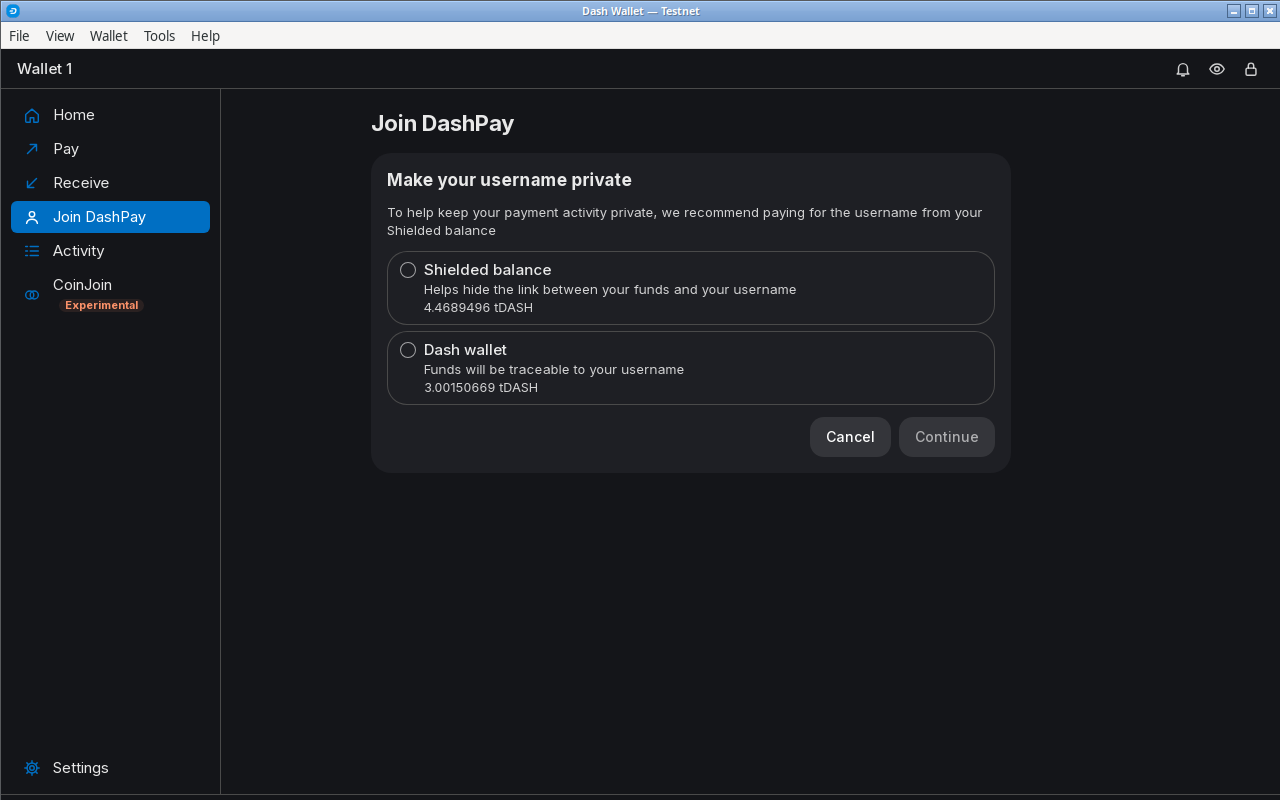 Dash Wallet — Testnet
File View Wallet Tools Help
Wallet 1
Home
Pay
Receive
Join DashPay
Activity
CoinJoin
Experimental
Settings
Join DashPay
Make your username private
To help keep your payment activity private, we recommend paying for the username from your
Shielded balance
Shielded balance
Helps hide the link between your funds and your username
4.4689496 tDASH
Dash wallet
Funds will be traceable to your username
3.00150669 tDASH
Cancel Continue